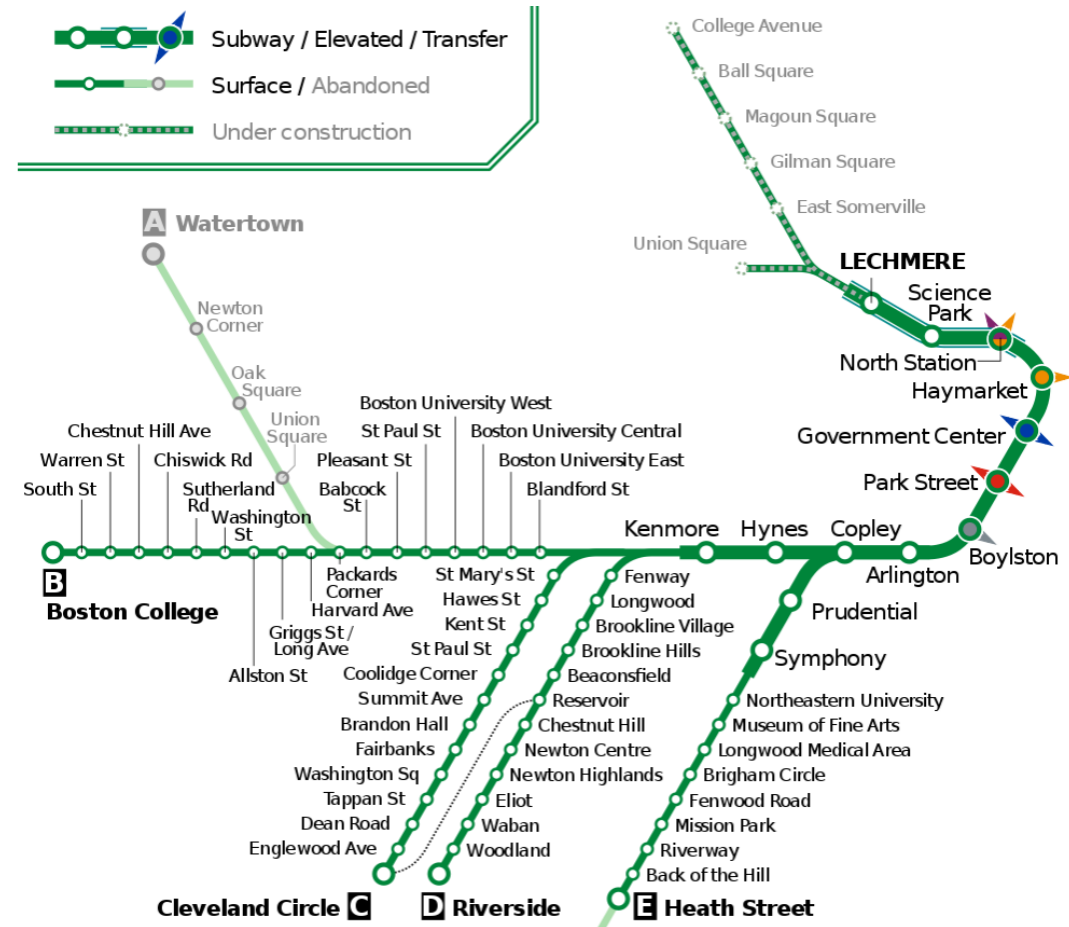 Subway / Elevated / Transfer
Surface / Abandoned
Under construction
College Avenue
Ball Square
Magoun Square
Gilman Square
East Somerville
Union Square
LECHMERE
Science
Park
North Station
Haymarket
Government Center
Park Street
Boylston
Arlington
Copley
Hynes
Kenmore
A Watertown
Newton
Corner
Oak
Square
Union
Square
Boston University West
Chestnut Hill Ave
St Paul St
Boston University Central
Warren St
Chiswick Rd
Pleasant St
Boston University East
South St
Sutherland
Rd
Babcock
St
Blandford St
Washington
St
B
Boston College
Packards
Corner
Harvard Ave
Griggs St /
Long Ave
Allston St
St Mary's St
Hawes St
Kent St
St Paul St
Coolidge Corner
Summit Ave
Brandon Hall
Fairbanks
Washington Sq
Tappan St
Dean Road
Englewood Ave
Cleveland Circle C
Fenway
Longwood
Brookline Village
Brookline Hills
Beaconsfield
Reservoir
Chestnut Hill
Newton Centre
Newton Highlands
Eliot
Waban
Woodland
D Riverside
Prudential
Symphony
Northeastern University
Museum of Fine Arts
Longwood Medical Area
Brigham Circle
Fenwood Road
Mission Park
Riverway
Back of the Hill
E Heath Street